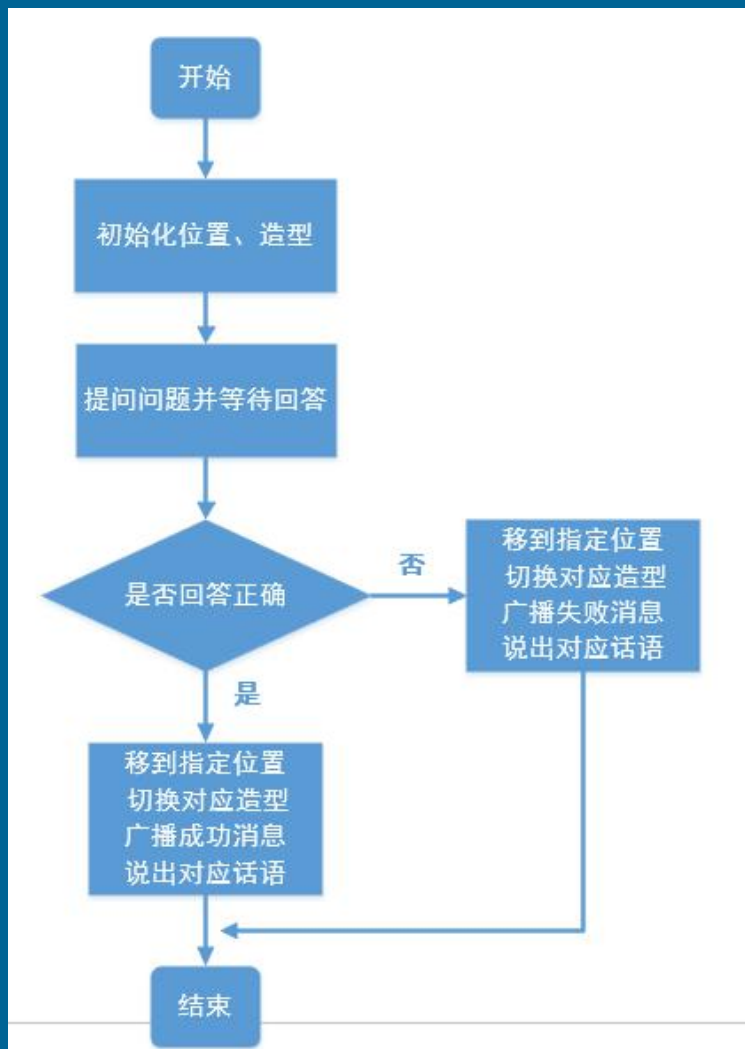 开始
初始化位置、造型
提问问题并等待回答
是否回答正确
否
移到指定位置
切换对应造型
广播失败消息
说出对应话语
是
移到指定位置
切换对应造型
广播成功消息
说出对应话语
结束